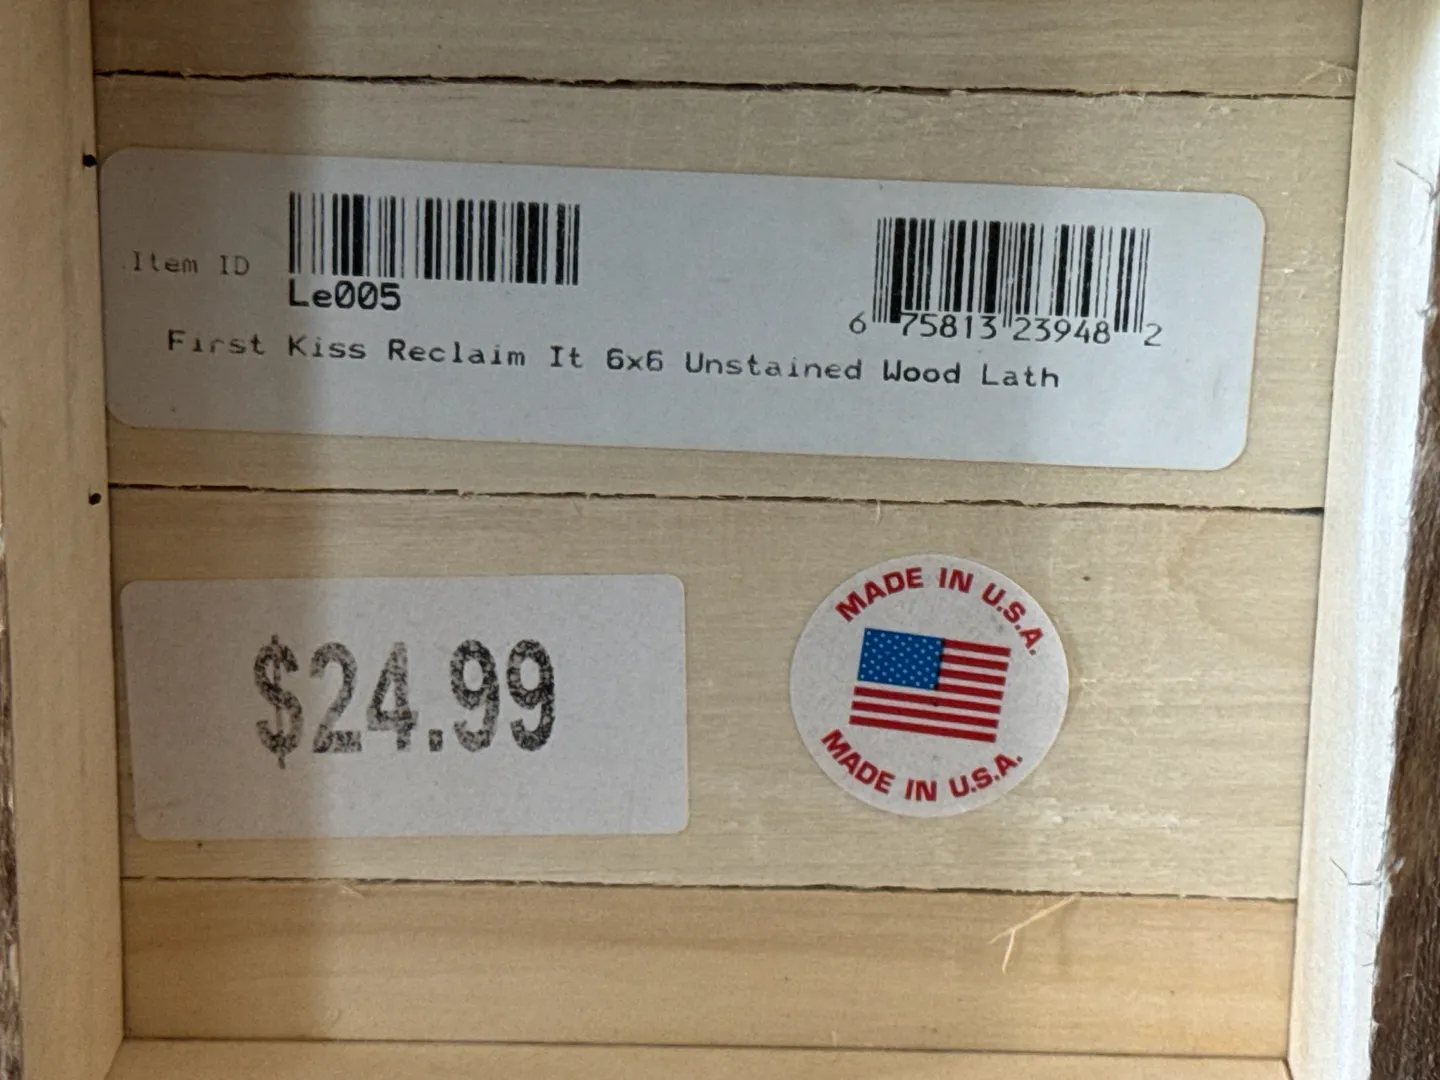 Item ID
Le005
6 75813 23948 2
First Kiss Reclaim It 6x6 Unstained Wood Lath
$24.99
MADE IN U.S.A.
MADE IN U.S.A.